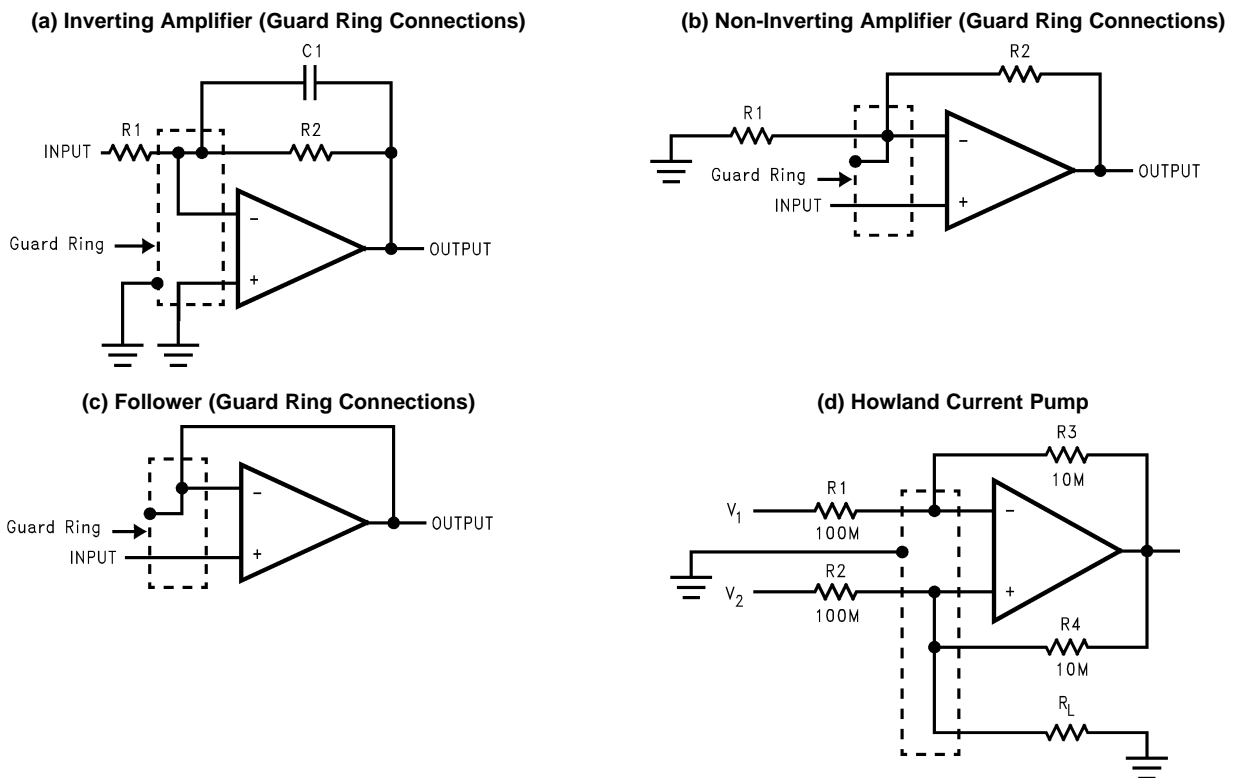 (a) Inverting Amplifier (Guard Ring Connections)
C1
R1
R2
INPUT
−
Guard Ring
OUTPUT
+
(b) Non-Inverting Amplifier (Guard Ring Connections)
R2
R1
−
Guard Ring
OUTPUT
INPUT
+
(c) Follower (Guard Ring Connections)
−
Guard Ring
OUTPUT
INPUT
+
(d) Howland Current Pump
R3
10M
R1
V1
−
100M
R2
V2
+
100M
R4
10M
RL